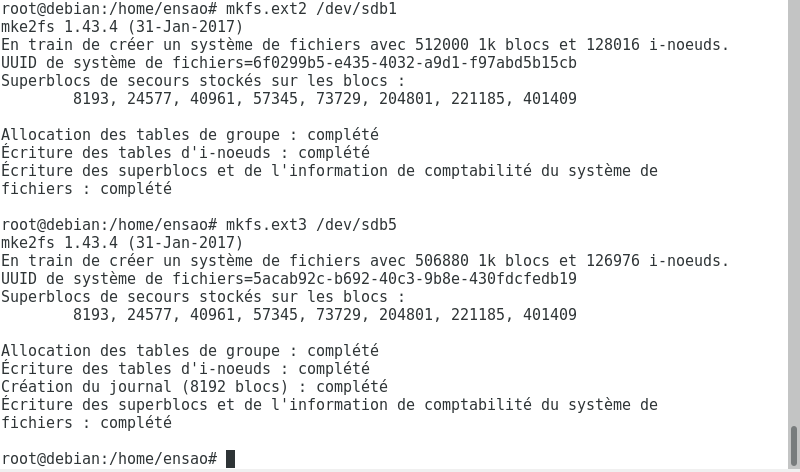 root@debian:/home/ensao# mkfs.ext2 /dev/sdb1
mke2fs 1.43.4 (31-Jan-2017)
En train de créer un système de fichiers avec 512000 1k blocs et 128016 i-noeuds.
UUID de système de fichiers=6f0299b5-e435-4032-a9d1-f97abd5b15cb
Superblocs de secours stockés sur les blocs :
        8193, 24577, 40961, 57345, 73729, 204801, 221185, 401409

Allocation des tables de groupe : complété
Écriture des tables d'i-noeuds : complété
Écriture des superblocs et de l'information de comptabilité du système de
fichiers : complété

root@debian:/home/ensao# mkfs.ext3 /dev/sdb5
mke2fs 1.43.4 (31-Jan-2017)
En train de créer un système de fichiers avec 506880 1k blocs et 126976 i-noeuds.
UUID de système de fichiers=5acab92c-b692-40c3-9b8e-430fdcfedb19
Superblocs de secours stockés sur les blocs :
        8193, 24577, 40961, 57345, 73729, 204801, 221185, 401409

Allocation des tables de groupe : complété
Écriture des tables d'i-noeuds : complété
Création du journal (8192 blocs) : complété
Écriture des superblocs et de l'information de comptabilité du système de
fichiers : complété

root@debian:/home/ensao#